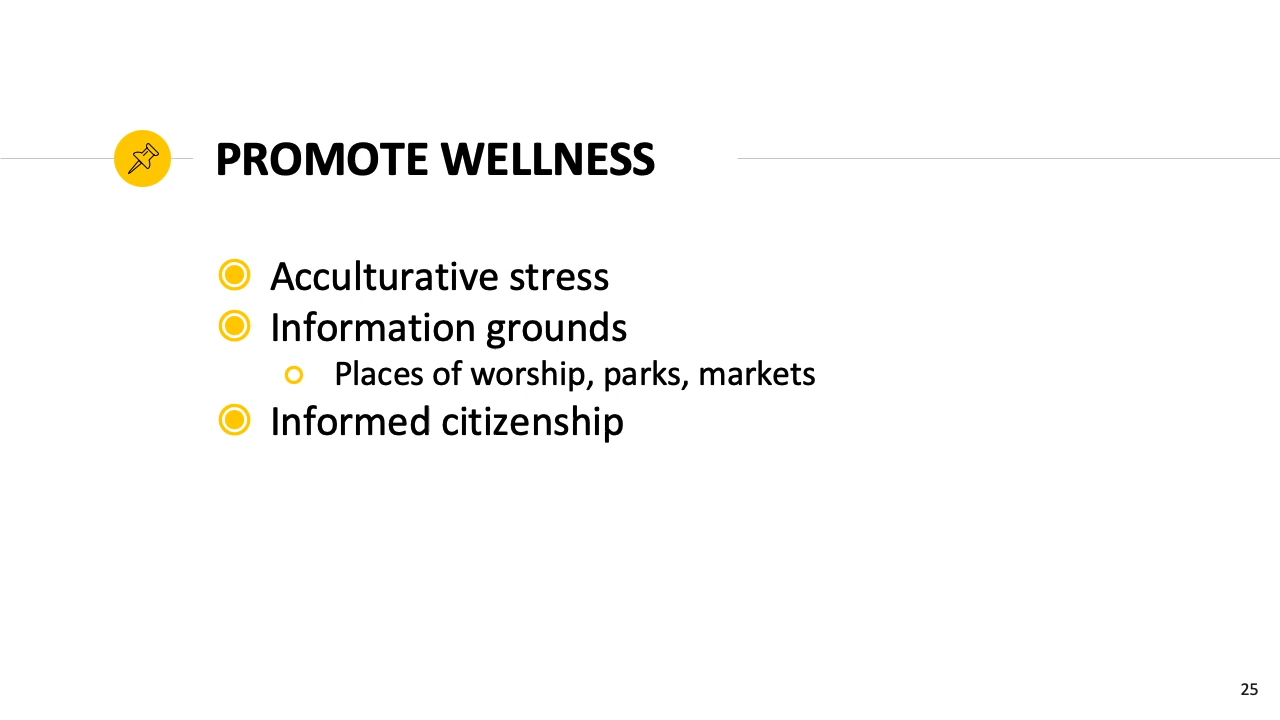 PROMOTE WELLNESS
Acculturative stress
Information grounds
Places of worship, parks, markets
Informed citizenship
25